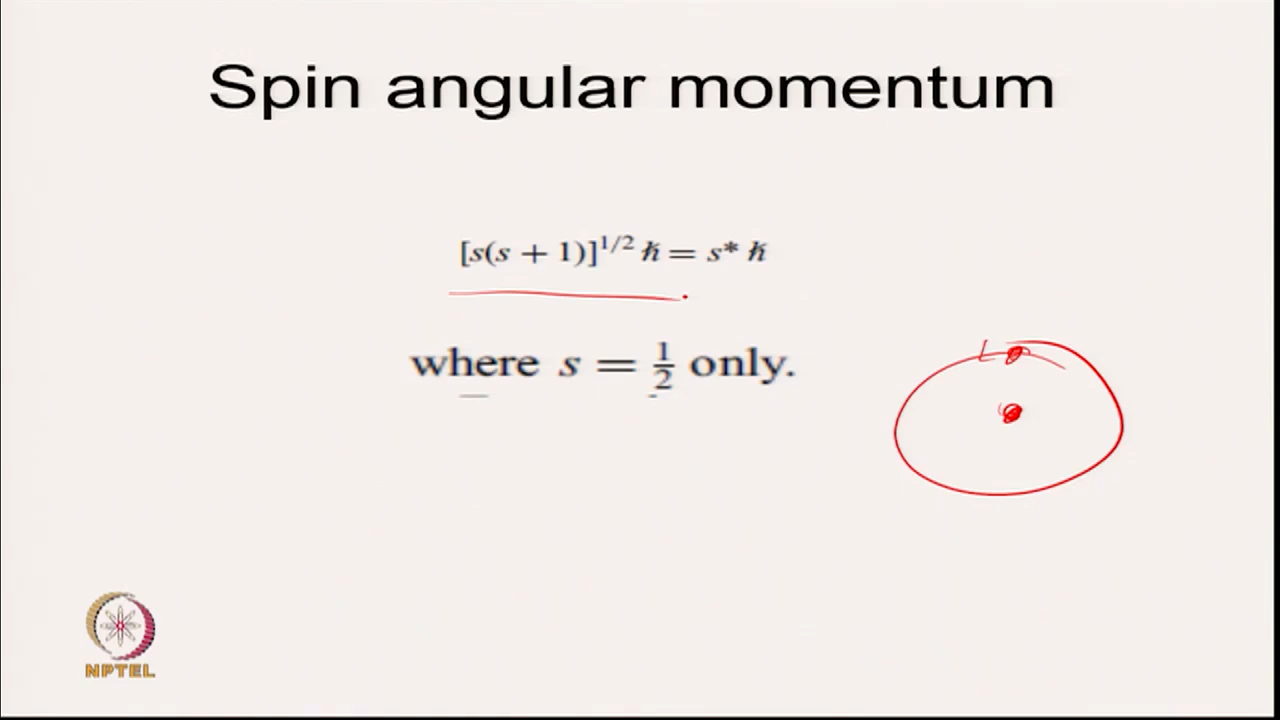 Spin angular momentum
[s(s + 1)]^{1/2} ℏ = s* ℏ
where s = 1/2 only.
NPTEL